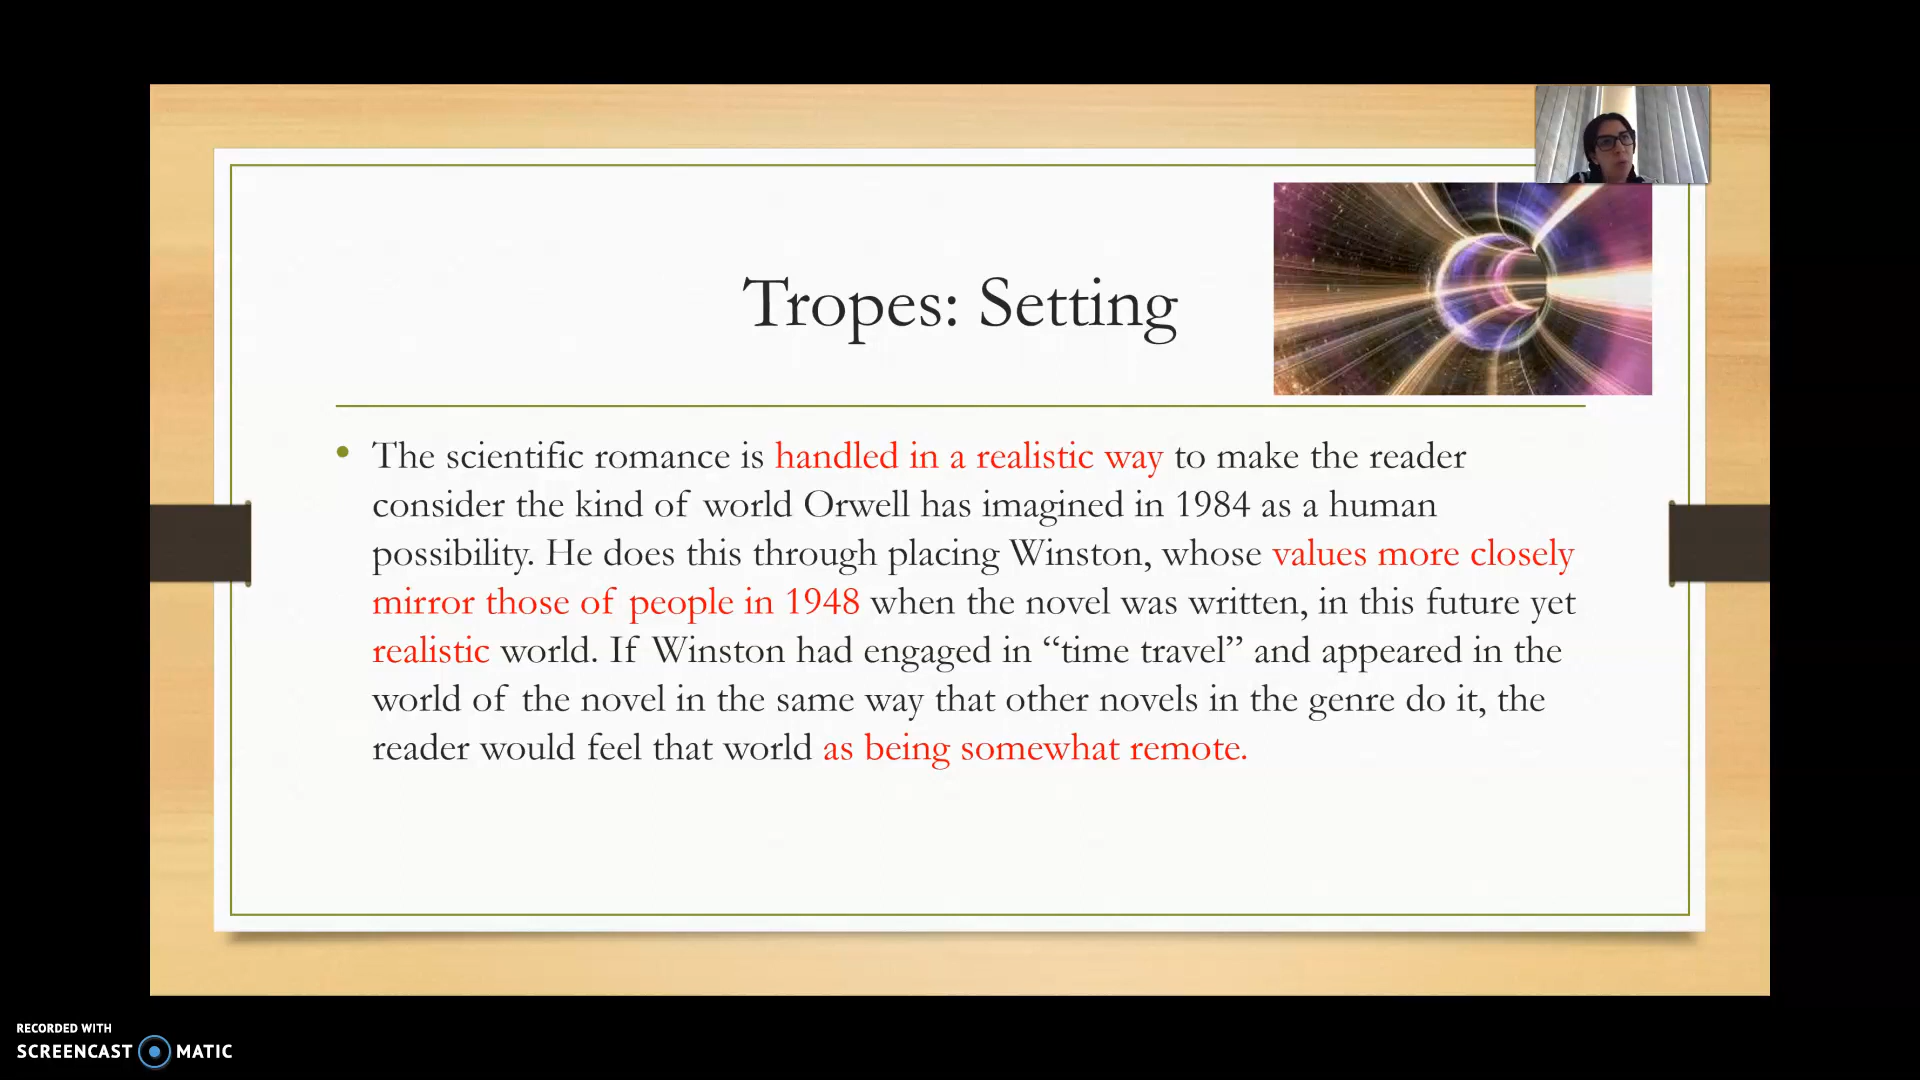 Tropes: Setting
• The scientific romance is handled in a realistic way to make the reader
consider the kind of world Orwell has imagined in 1984 as a human
possibility. He does this through placing Winston, whose values more closely
mirror those of people in 1948 when the novel was written, in this future yet
realistic world. If Winston had engaged in “time travel” and appeared in the
world of the novel in the same way that other novels in the genre do it, the
reader would feel that world as being somewhat remote.
RECORDED WITH
SCREENCAST MATIC